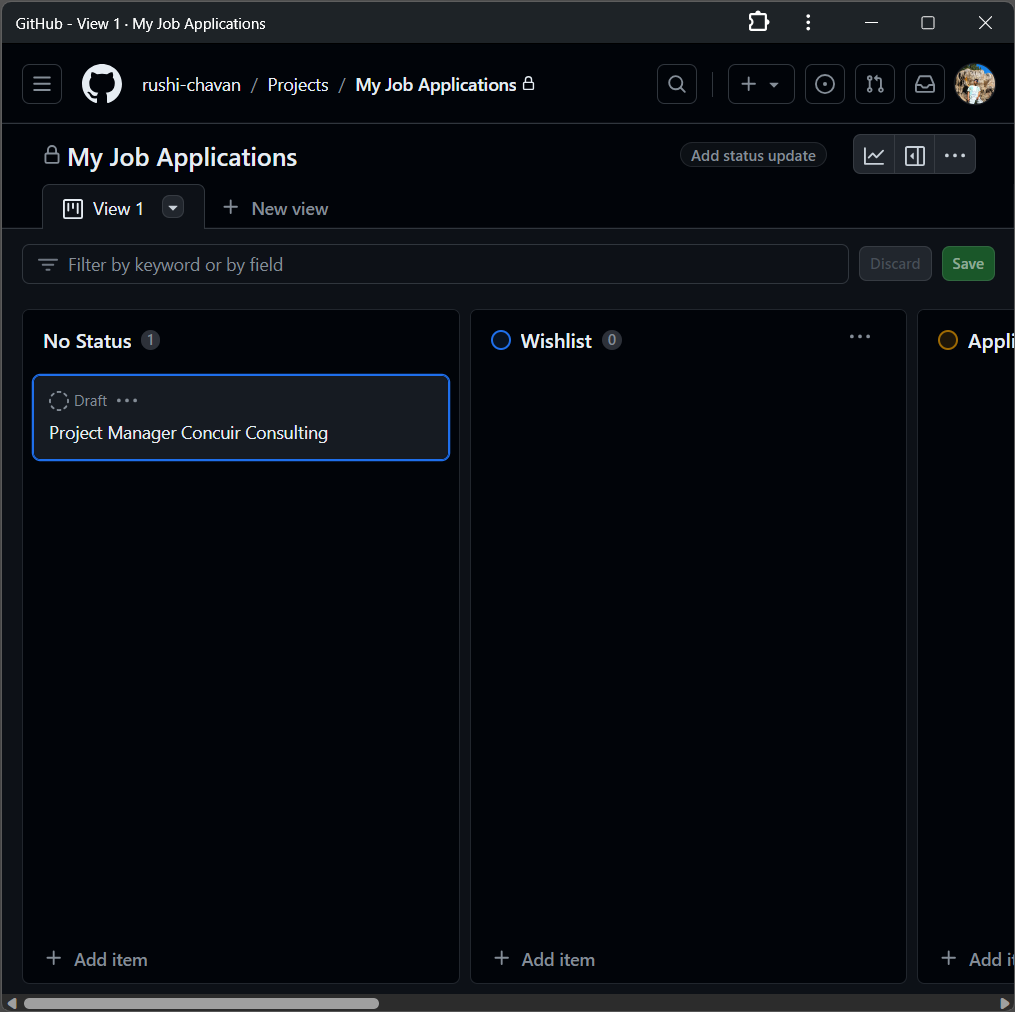 GitHub - View 1 · My Job Applications
rushi-chavan / Projects / My Job Applications
My Job Applications
Add status update
View 1
New view
Filter by keyword or by field
Discard
Save
No Status 1
Wishlist 0
Appli
Draft
Project Manager Concuir Consulting
Add item
Add item
Add it